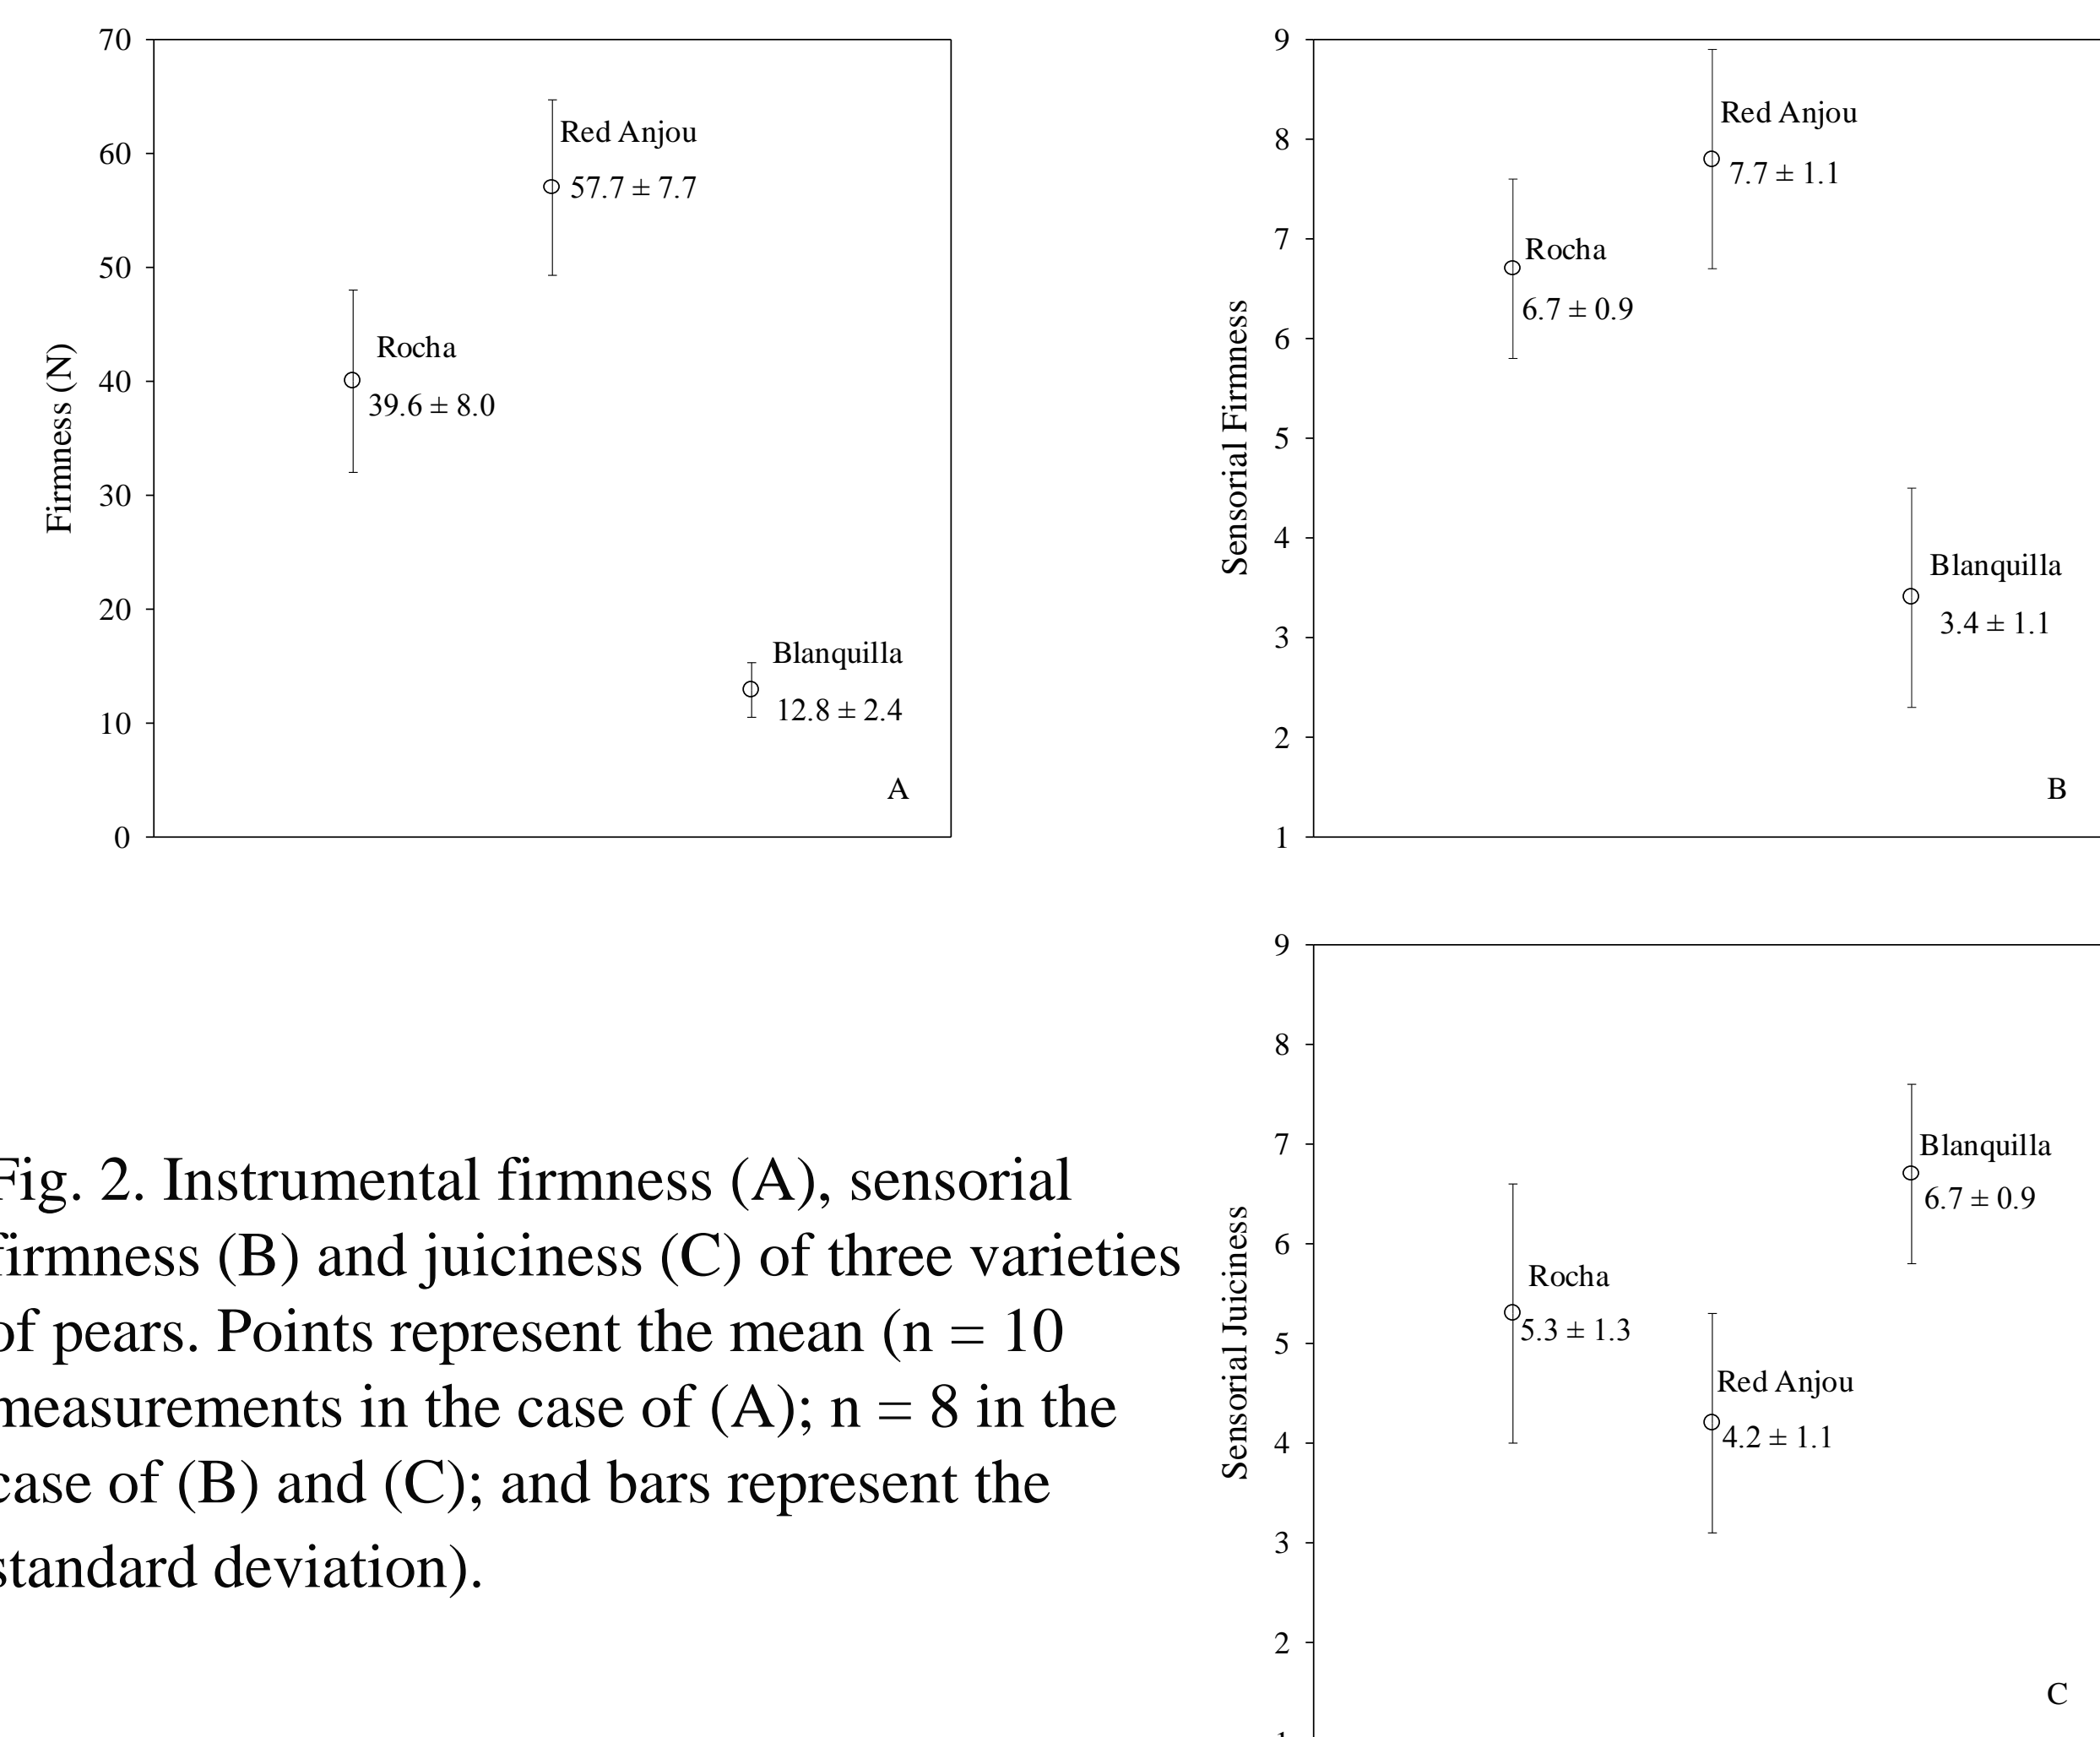 70
60
50
40
30
20
10
0
Firmness (N)
Red Anjou
57.7 ± 7.7
Rocha
39.6 ± 8.0
Blanquilla
12.8 ± 2.4
A
9
8
7
6
5
4
3
2
1
Sensorial Firmness
Red Anjou
7.7 ± 1.1
Rocha
6.7 ± 0.9
Blanquilla
3.4 ± 1.1
B
9
8
7
6
5
4
3
2
1
Sensorial Juiciness
Blanquilla
6.7 ± 0.9
Rocha
5.3 ± 1.3
Red Anjou
4.2 ± 1.1
C
Fig. 2. Instrumental firmness (A), sensorial
firmness (B) and juiciness (C) of three varieties
of pears. Points represent the mean (n = 10
measurements in the case of (A); n = 8 in the
case of (B) and (C); and bars represent the
standard deviation).